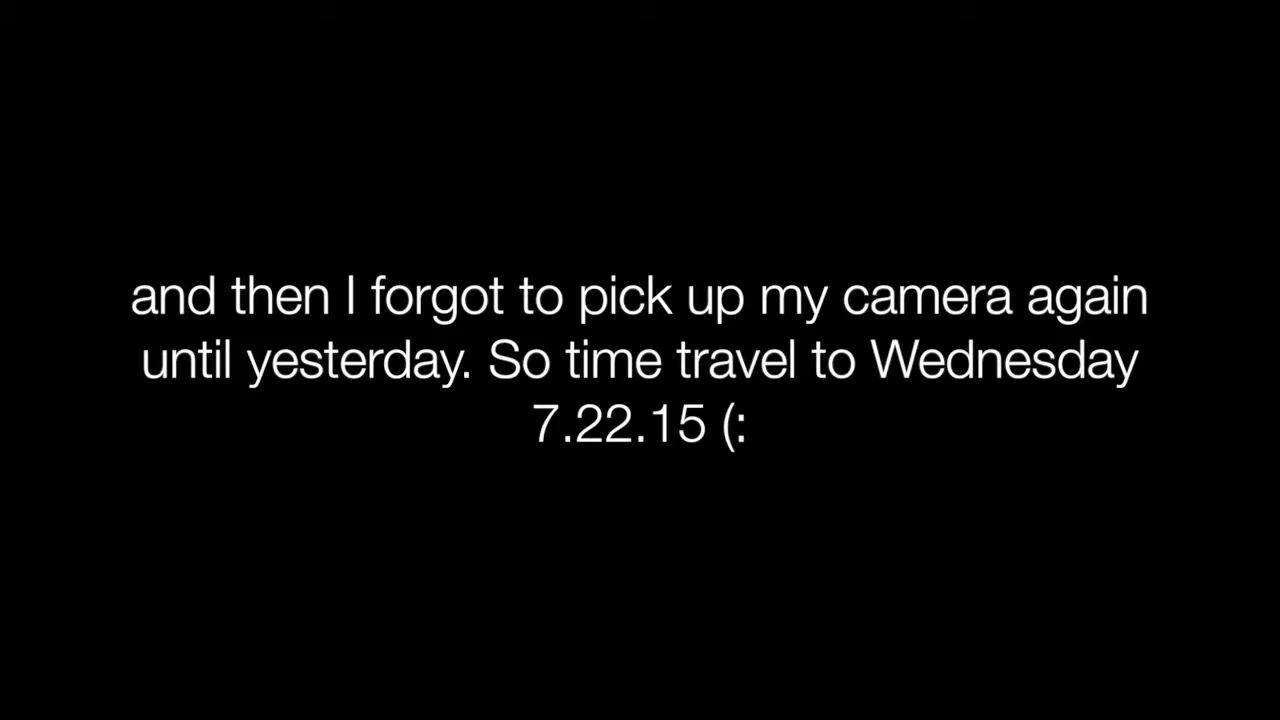 and then I forgot to pick up my camera again
until yesterday. So time travel to Wednesday
7.22.15 (: